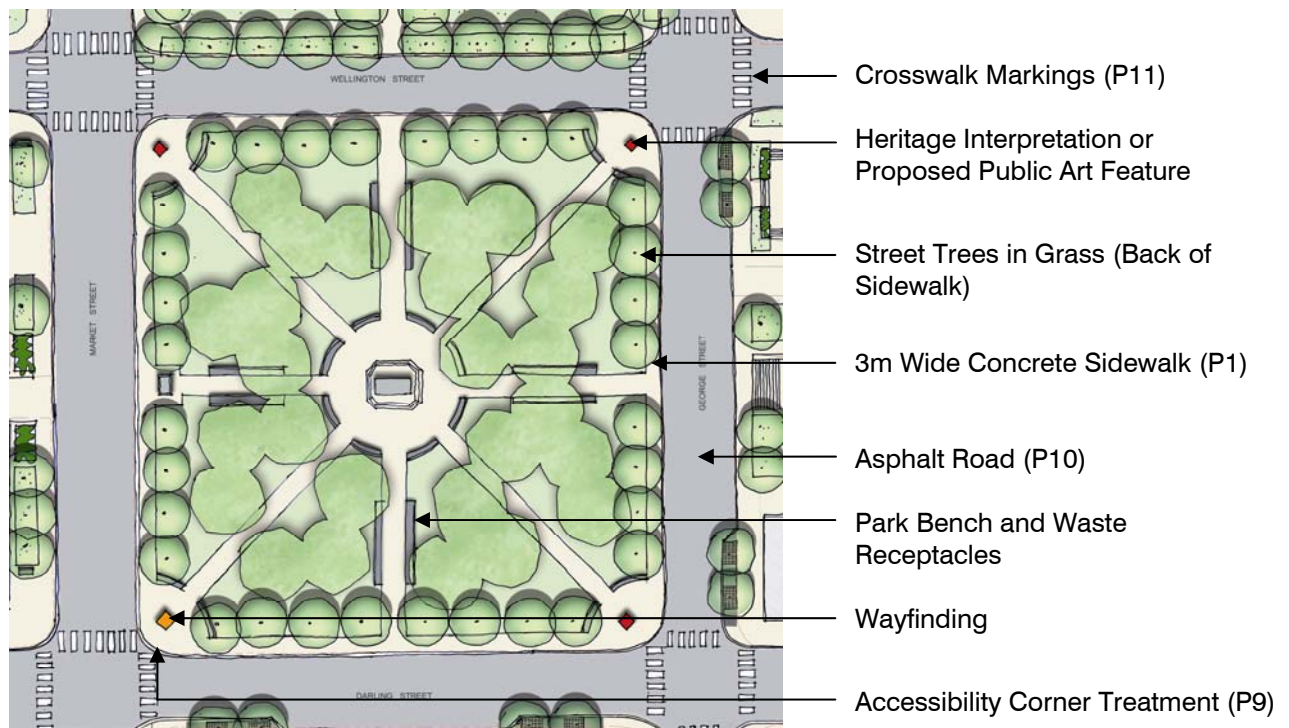 WELLINGTON STREET
MARKET STREET
GEORGE STREET
DARLING STREET
Crosswalk Markings (P11)
Heritage Interpretation or
Proposed Public Art Feature
Street Trees in Grass (Back of
Sidewalk)
3m Wide Concrete Sidewalk (P1)
Asphalt Road (P10)
Park Bench and Waste
Receptacles
Wayfinding
Accessibility Corner Treatment (P9)